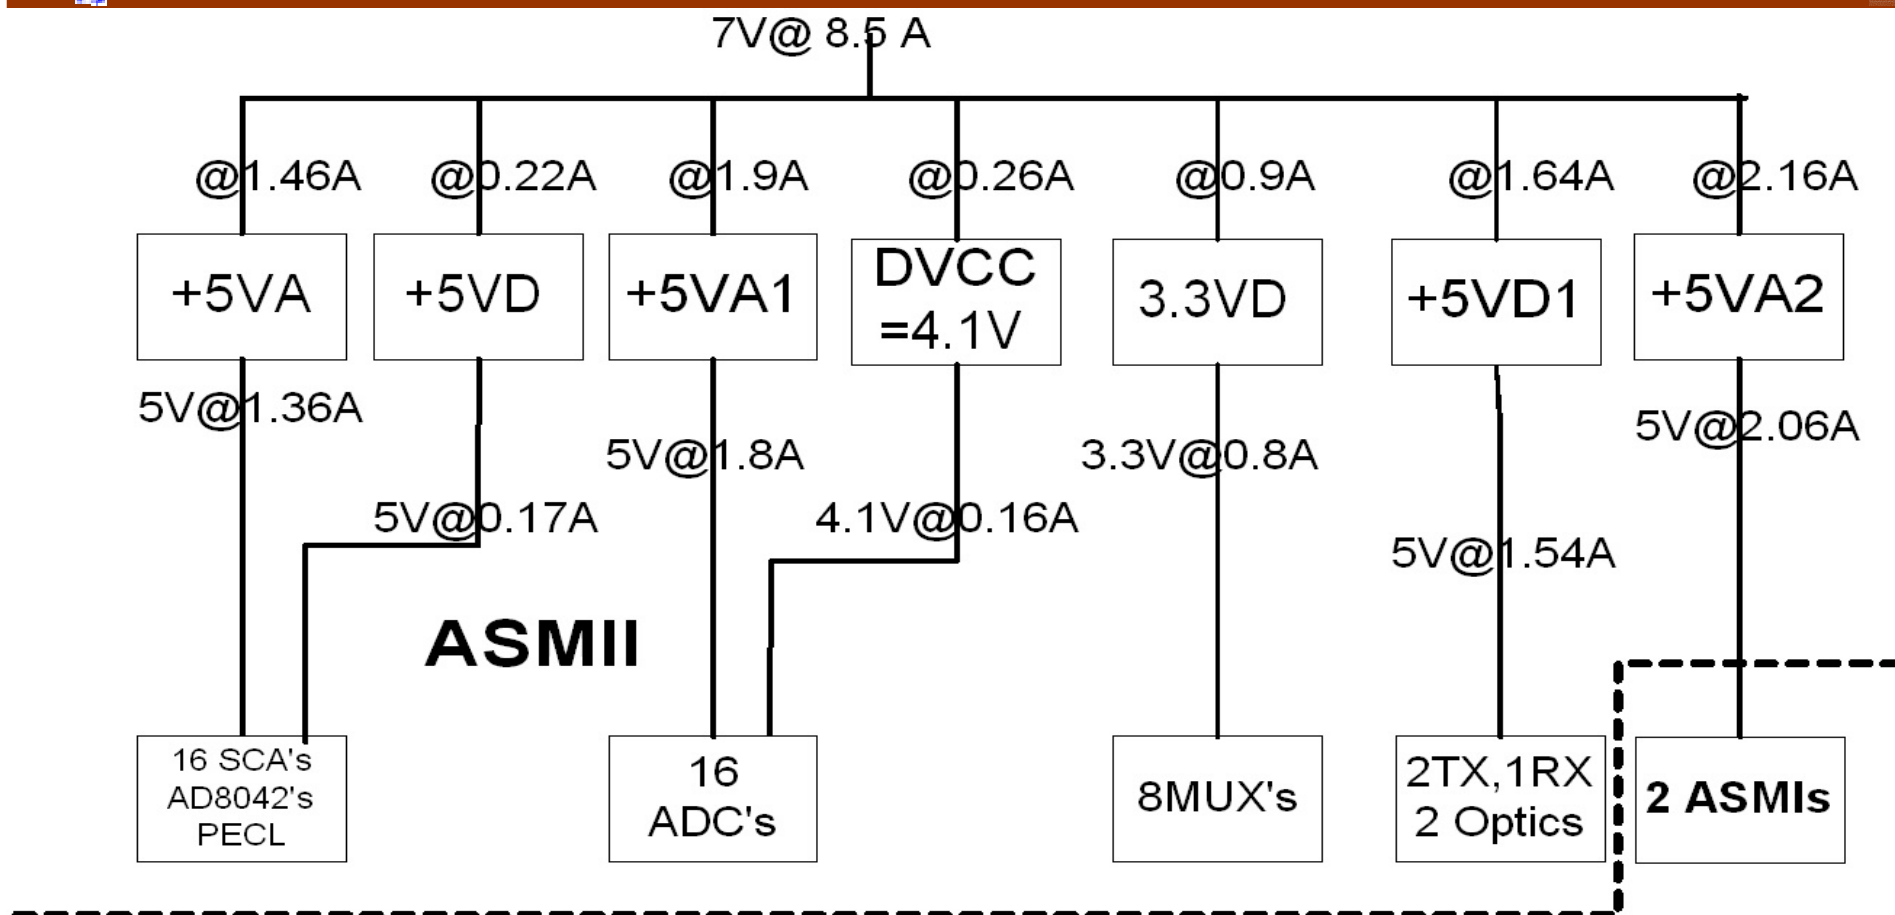 7V@ 8.5 A
@1.46A
@0.22A
@1.9A
@0.26A
@0.9A
@1.64A
@2.16A
+5VA
+5VD
+5VA1
DVCC
=4.1V
3.3VD
+5VD1
+5VA2
5V@1.36A
5V@0.17A
5V@1.8A
4.1V@0.16A
3.3V@0.8A
5V@1.54A
5V@2.06A
ASMII
16 SCA's
AD8042's
PECL
16
ADC's
8MUX's
2TX,1RX
2 Optics
2 ASMIs